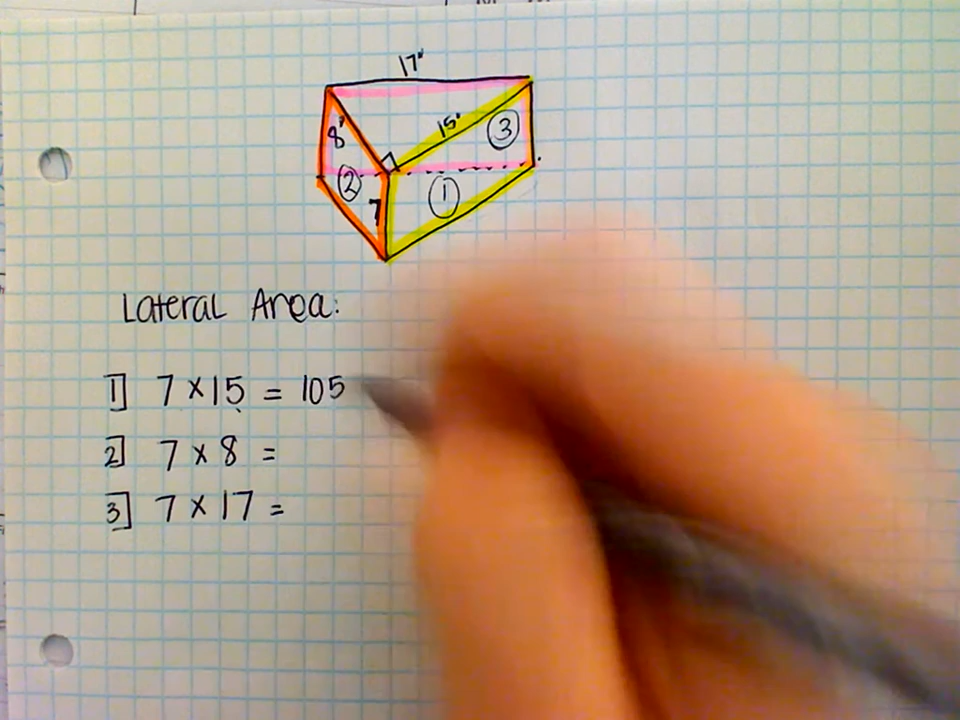 17'
8'
15'
③
②
①
7
Lateral Area:
1] 7 × 15 = 105
2] 7 × 8 =
3] 7 × 17 =